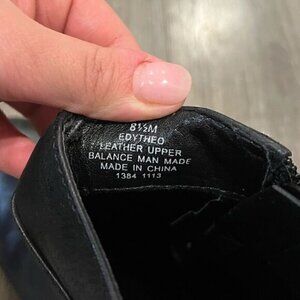 8½M
EDYTHEO
LEATHER UPPER
BALANCE MAN MADE
MADE IN CHINA
1384 1113